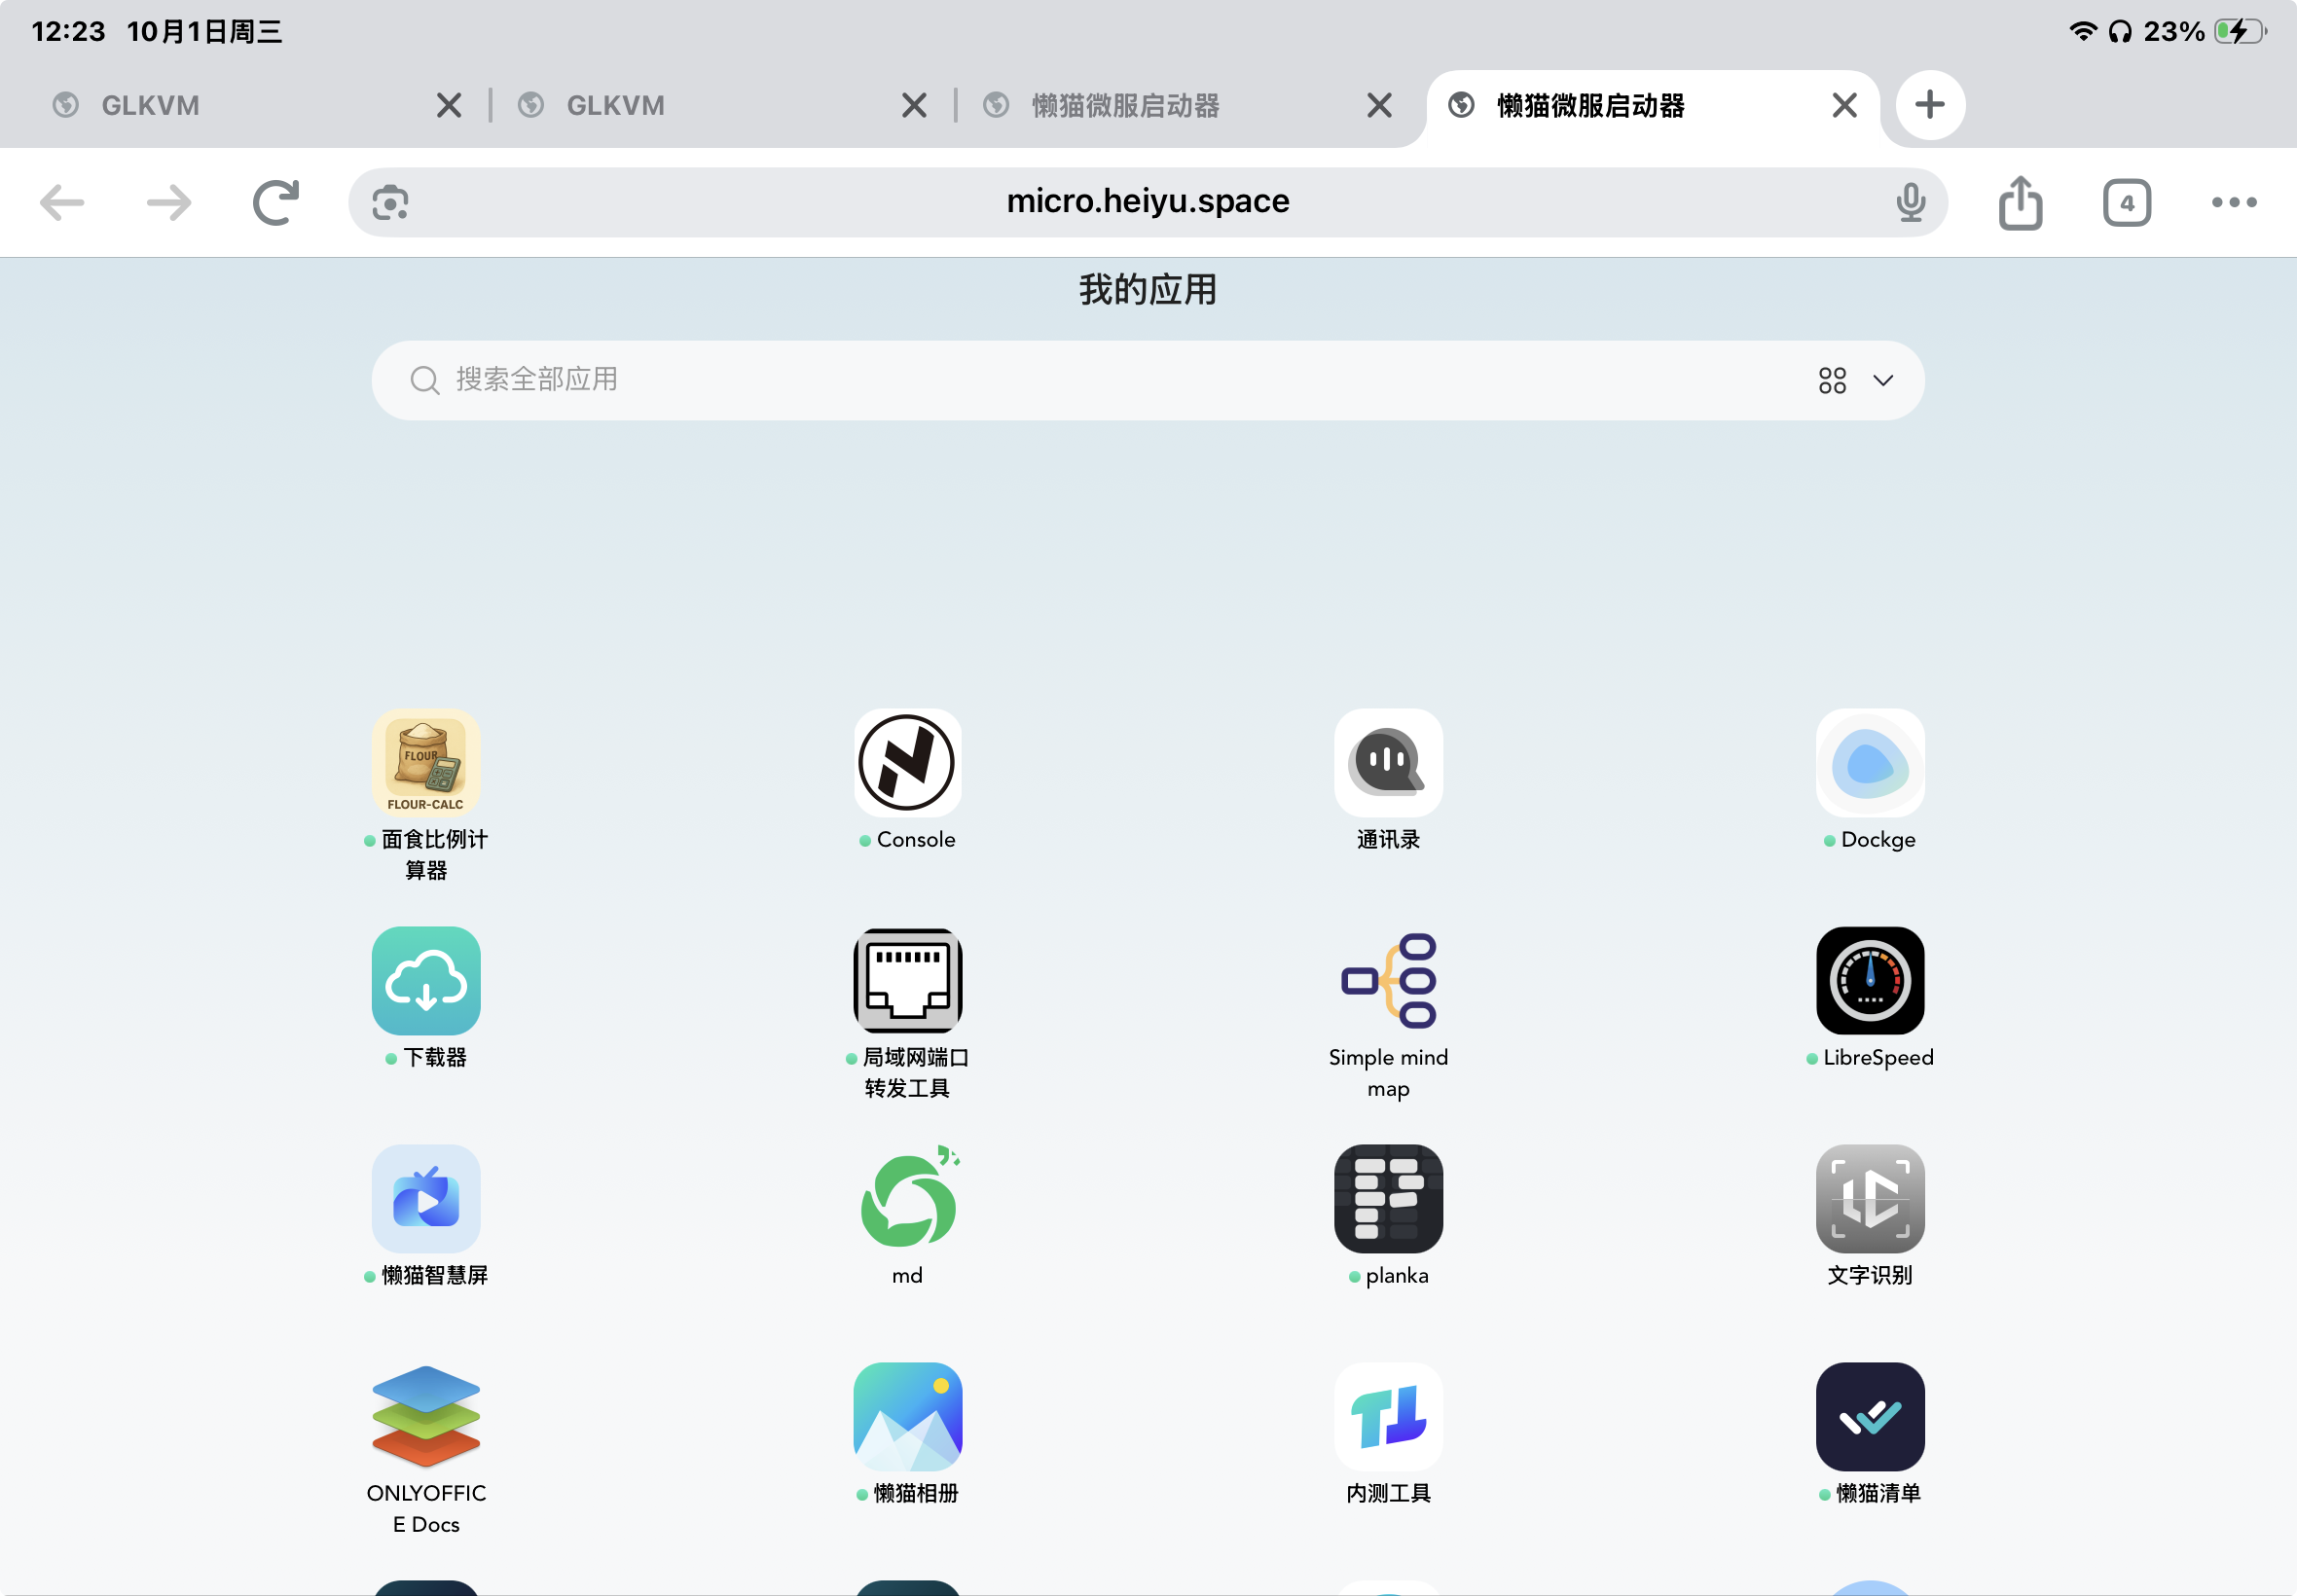 12:23 10月1日周三
23%
GLKVM
GLKVM
懒猫微服启动器
懒猫微服启动器
micro.heiyu.space
4
我的应用
搜索全部应用
FLOUR
FLOUR-CALC
面食比例计
算器
Console
通讯录
Dockge
下载器
局域网端口
转发工具
Simple mind
map
LibreSpeed
懒猫智慧屏
md
planka
文字识别
ONLYOFFIC
E Docs
懒猫相册
内测工具
懒猫清单